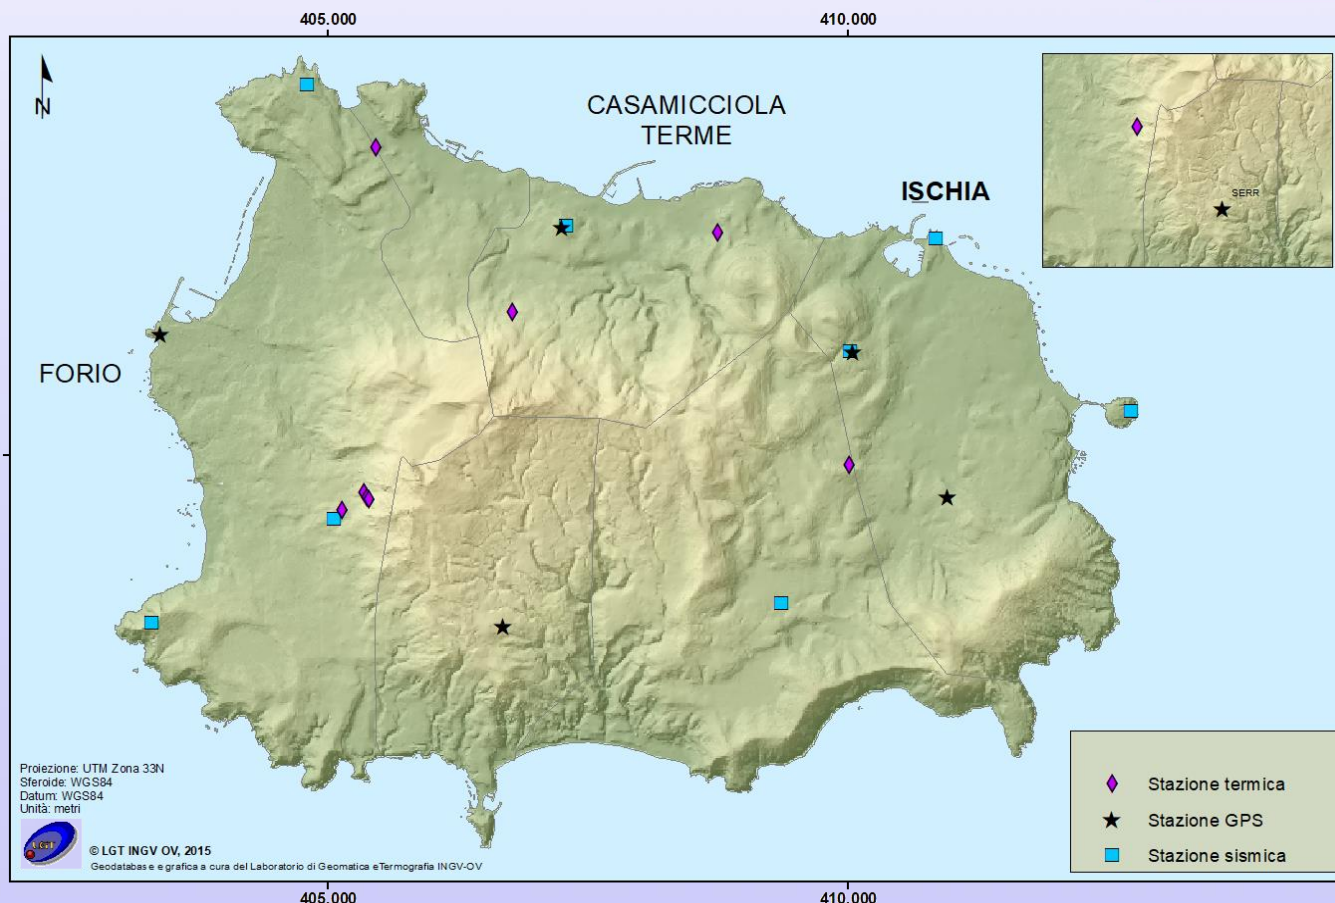 405.000
410.000
N
CASAMICCIOLA
TERME
ISCHIA
SERR
FORIO
Proiezione: UTM Zona 33N
Sferoide: WGS84
Datum: WGS84
Unità: metri
LGT
© LGT INGV OV, 2015
Geodatabase e grafica a cura del Laboratorio di Geomatica e Termografia INGV-OV
Stazione termica
Stazione GPS
Stazione sismica
405.000
410.000